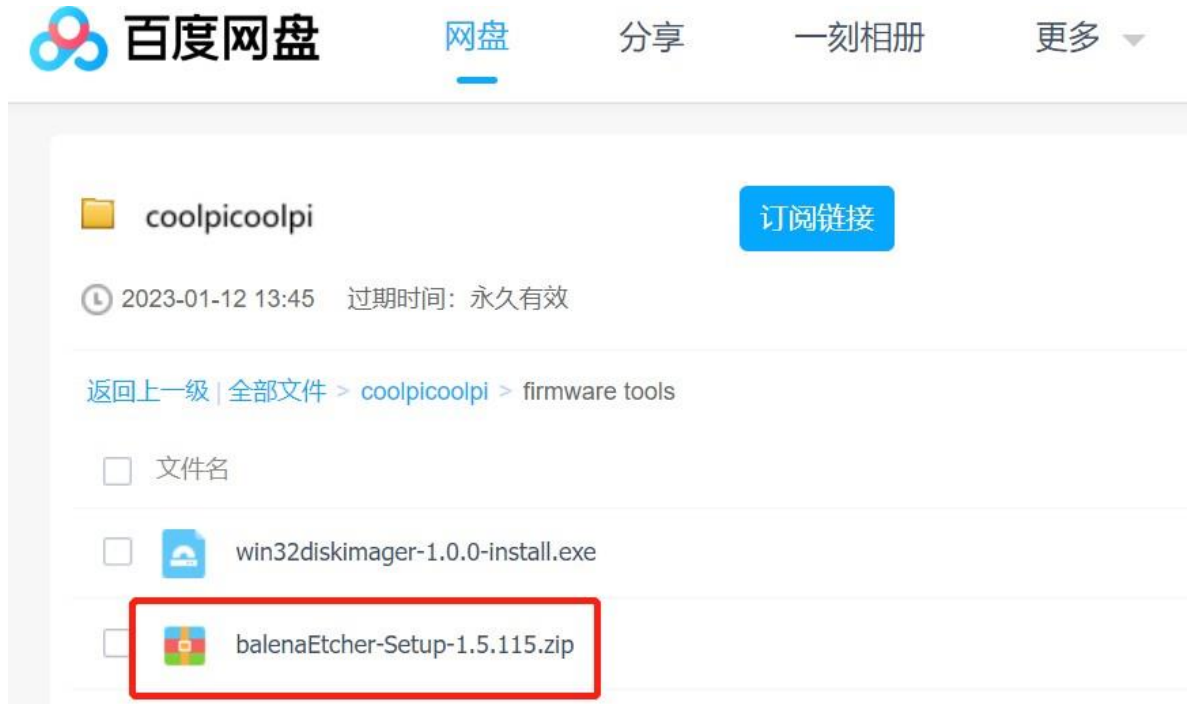 百度网盘 网盘 分享 一刻相册 更多
coolpicoolpi 订阅链接
2023-01-12 13:45 过期时间：永久有效
返回上一级 | 全部文件 > coolpicoolpi > firmware tools
文件名
win32diskimager-1.0.0-install.exe
balenaEtcher-Setup-1.5.115.zip